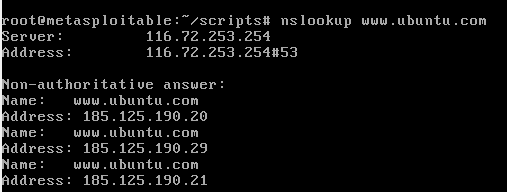 root@metasploitable:~/scripts# nslookup www.ubuntu.com
Server: 116.72.253.254
Address: 116.72.253.254#53
Non-authoritative answer:
Name: www.ubuntu.com
Address: 185.125.190.20
Name: www.ubuntu.com
Address: 185.125.190.29
Name: www.ubuntu.com
Address: 185.125.190.21